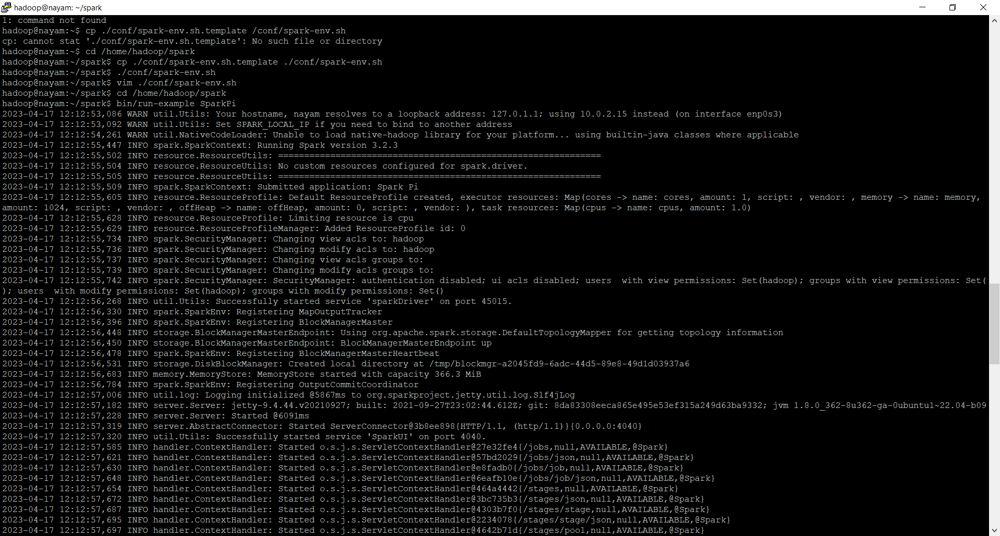 hadoop@nayam: ~/spark
1: command not found
hadoop@nayam:~$ cp ./conf/spark-env.sh.template /conf/spark-env.sh
cp: cannot stat './conf/spark-env.sh.template': No such file or directory
hadoop@nayam:~$ cd /home/hadoop/spark
hadoop@nayam:~/spark$ cp ./conf/spark-env.sh.template ./conf/spark-env.sh
hadoop@nayam:~/spark$ ./conf/spark-env.sh
hadoop@nayam:~/spark$ vim ./conf/spark-env.sh
hadoop@nayam:~/spark$ cd /home/hadoop/spark
hadoop@nayam:~/spark$ bin/run-example SparkPi
2023-04-17 12:12:53,086 WARN util.Utils: Your hostname, nayam resolves to a loopback address: 127.0.1.1; using 10.0.2.15 instead (on interface enp0s3)
2023-04-17 12:12:53,092 WARN util.Utils: Set SPARK_LOCAL_IP if you need to bind to another address
2023-04-17 12:12:54,261 WARN util.NativeCodeLoader: Unable to load native-hadoop library for your platform... using builtin-java classes where applicable
2023-04-17 12:12:55,447 INFO spark.SparkContext: Running Spark version 3.2.3
2023-04-17 12:12:55,502 INFO resource.ResourceUtils: ==============================================================
2023-04-17 12:12:55,504 INFO resource.ResourceUtils: No custom resources configured for spark.driver.
2023-04-17 12:12:55,505 INFO resource.ResourceUtils: ==============================================================
2023-04-17 12:12:55,509 INFO spark.SparkContext: Submitted application: Spark Pi
2023-04-17 12:12:55,605 INFO resource.ResourceProfile: Default ResourceProfile created, executor resources: Map(cores -> name: cores, amount: 1, script: , vendor: , memory -> name: memory,
amount: 1024, script: , vendor: , offHeap -> name: offHeap, amount: 0, script: , vendor: ), task resources: Map(cpus -> name: cpus, amount: 1.0)
2023-04-17 12:12:55,628 INFO resource.ResourceProfile: Limiting resource is cpu
2023-04-17 12:12:55,629 INFO resource.ResourceProfileManager: Added ResourceProfile id: 0
2023-04-17 12:12:55,734 INFO spark.SecurityManager: Changing view acls to: hadoop
2023-04-17 12:12:55,736 INFO spark.SecurityManager: Changing modify acls to: hadoop
2023-04-17 12:12:55,737 INFO spark.SecurityManager: Changing view acls groups to:
2023-04-17 12:12:55,739 INFO spark.SecurityManager: Changing modify acls groups to:
2023-04-17 12:12:55,742 INFO spark.SecurityManager: SecurityManager: authentication disabled; ui acls disabled; users  with view permissions: Set(hadoop); groups with view permissions: Set(
); users  with modify permissions: Set(hadoop); groups with modify permissions: Set()
2023-04-17 12:12:56,268 INFO util.Utils: Successfully started service 'sparkDriver' on port 45015.
2023-04-17 12:12:56,330 INFO spark.SparkEnv: Registering MapOutputTracker
2023-04-17 12:12:56,396 INFO spark.SparkEnv: Registering BlockManagerMaster
2023-04-17 12:12:56,448 INFO storage.BlockManagerMasterEndpoint: Using org.apache.spark.storage.DefaultTopologyMapper for getting topology information
2023-04-17 12:12:56,450 INFO storage.BlockManagerMasterEndpoint: BlockManagerMasterEndpoint up
2023-04-17 12:12:56,478 INFO spark.SparkEnv: Registering BlockManagerMasterHeartbeat
2023-04-17 12:12:56,531 INFO storage.DiskBlockManager: Created local directory at /tmp/blockmgr-a2045fd9-6adc-44d5-89e8-49d1d03937a6
2023-04-17 12:12:56,683 INFO memory.MemoryStore: MemoryStore started with capacity 366.3 MiB
2023-04-17 12:12:56,784 INFO spark.SparkEnv: Registering OutputCommitCoordinator
2023-04-17 12:12:57,006 INFO util.log: Logging initialized @5867ms to org.sparkproject.jetty.util.log.Slf4jLog
2023-04-17 12:12:57,182 INFO server.Server: jetty-9.4.44.v20210927; built: 2021-09-27T23:02:44.612Z; git: 8da83308eeca865e495e53ef315a249d63ba9332; jvm 1.8.0_362-8u362-ga-0ubuntu1~22.04-b09
2023-04-17 12:12:57,228 INFO server.Server: Started @6091ms
2023-04-17 12:12:57,319 INFO server.AbstractConnector: Started ServerConnector@3b8ee898{HTTP/1.1, (http/1.1)}{0.0.0.0:4040}
2023-04-17 12:12:57,320 INFO util.Utils: Successfully started service 'SparkUI' on port 4040.
2023-04-17 12:12:57,585 INFO handler.ContextHandler: Started o.s.j.s.ServletContextHandler@27e32fe4{/jobs,null,AVAILABLE,@Spark}
2023-04-17 12:12:57,621 INFO handler.ContextHandler: Started o.s.j.s.ServletContextHandler@57bd2029{/jobs/json,null,AVAILABLE,@Spark}
2023-04-17 12:12:57,630 INFO handler.ContextHandler: Started o.s.j.s.ServletContextHandler@e8fadb0{/jobs/job,null,AVAILABLE,@Spark}
2023-04-17 12:12:57,648 INFO handler.ContextHandler: Started o.s.j.s.ServletContextHandler@6eafb10e{/jobs/job/json,null,AVAILABLE,@Spark}
2023-04-17 12:12:57,654 INFO handler.ContextHandler: Started o.s.j.s.ServletContextHandler@464a4442{/stages,null,AVAILABLE,@Spark}
2023-04-17 12:12:57,672 INFO handler.ContextHandler: Started o.s.j.s.ServletContextHandler@3bc735b3{/stages/json,null,AVAILABLE,@Spark}
2023-04-17 12:12:57,687 INFO handler.ContextHandler: Started o.s.j.s.ServletContextHandler@4303b7f0{/stages/stage,null,AVAILABLE,@Spark}
2023-04-17 12:12:57,695 INFO handler.ContextHandler: Started o.s.j.s.ServletContextHandler@2234078{/stages/stage/json,null,AVAILABLE,@Spark}
2023-04-17 12:12:57,697 INFO handler.ContextHandler: Started o.s.j.s.ServletContextHandler@4642b71d{/stages/pool,null,AVAILABLE,@Spark}